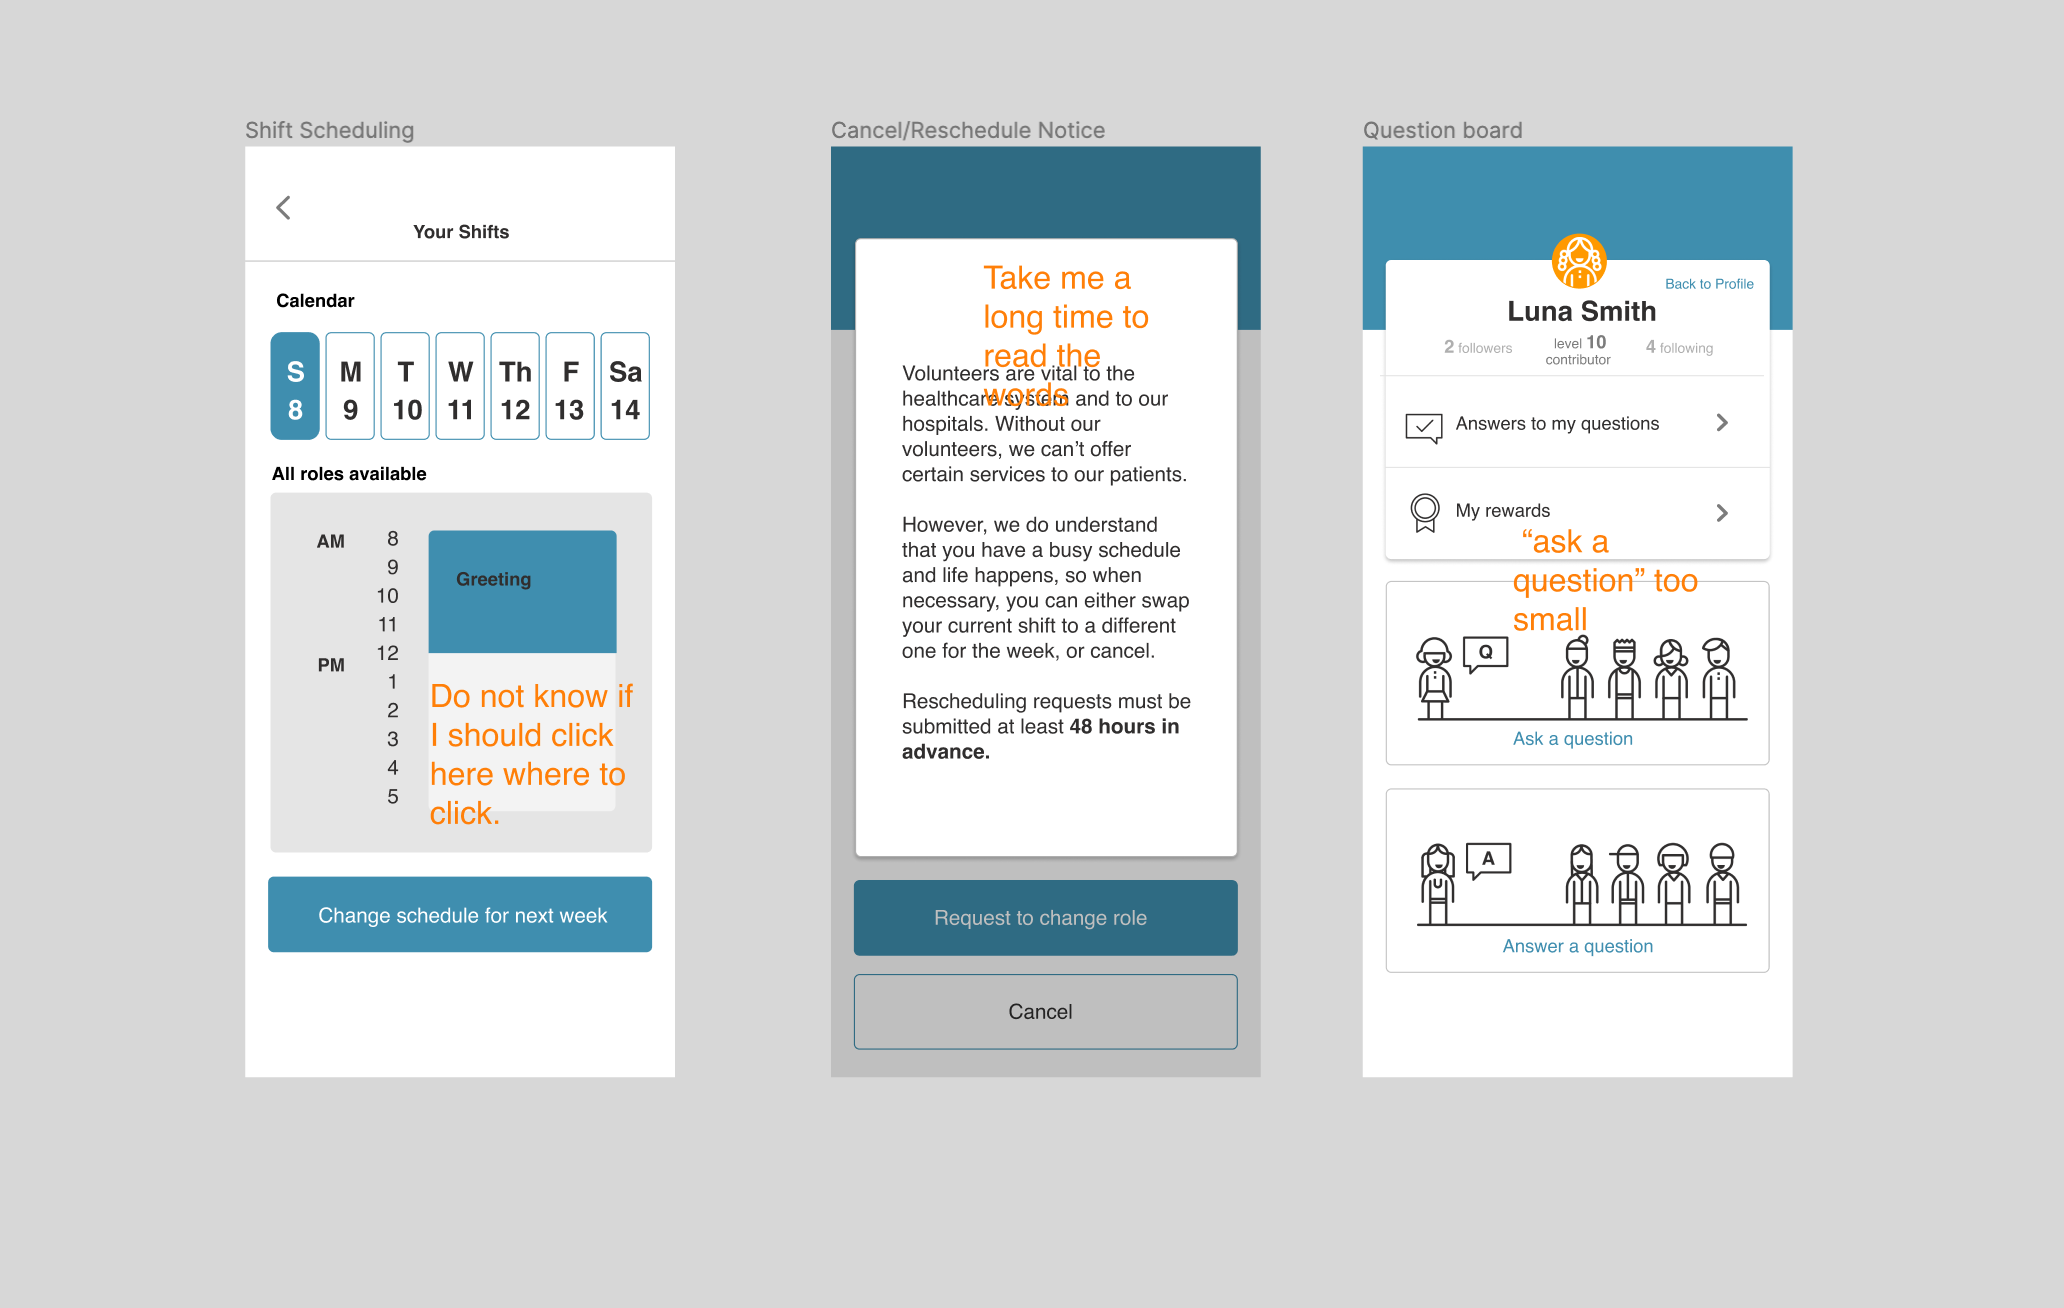 Shift Scheduling
Your Shifts
Calendar
S M T W Th F Sa
8 9 10 11 12 13 14
All roles available
AM 8
9
10
11
PM 12
1
2
3
4
5
Greeting
Do not know if
I should click
here where to
click.
Change schedule for next week
Cancel/Reschedule Notice
Take me a
long time to
read the
words
Volunteers are vital to the
healthcare system and to our
hospitals. Without our
volunteers, we can’t offer
certain services to our patients.
However, we do understand
that you have a busy schedule
and life happens, so when
necessary, you can either swap
your current shift to a different
one for the week, or cancel.
Rescheduling requests must be
submitted at least 48 hours in
advance.
Request to change role
Cancel
Question board
Back to Profile
Luna Smith
2 followers
level 10
contributor
4 following
Answers to my questions
My rewards
“ask a
question” too
small
Q
Ask a question
A
Answer a question